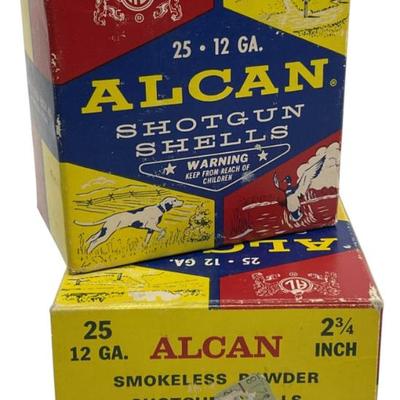 25 • 12 GA.
ALCAN®
SHOTGUN
SHELLS
WARNING
KEEP FROM REACH OF
CHILDREN
ALCAN
25 • 12 GA.
25
12 GA.
ALCAN
2¾
INCH
SMOKELESS POWDER